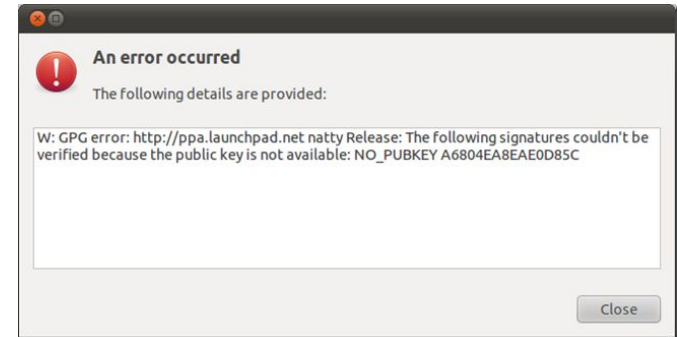 An error occurred
The following details are provided:
W: GPG error: http://ppa.launchpad.net natty Release: The following signatures couldn't be
verified because the public key is not available: NO_PUBKEY A6804EA8EAE0D85C
Close